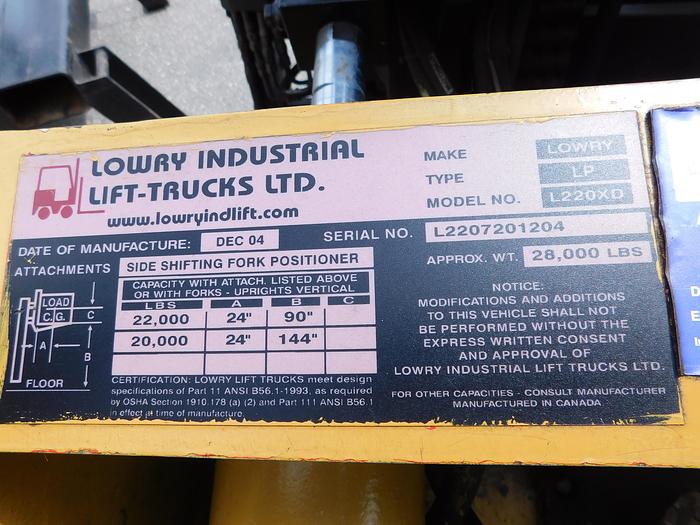 LOWRY INDUSTRIAL
LIFT-TRUCKS LTD.
www.lowryindlift.com
MAKE LOWRY
TYPE LP
MODEL NO. L220XD
DATE OF MANUFACTURE: DEC 04
SERIAL NO. L2207201204
ATTACHMENTS SIDE SHIFTING FORK POSITIONER
APPROX. WT. 28,000 LBS
CAPACITY WITH ATTACH. LISTED ABOVE
OR WITH FORKS - UPRIGHTS VERTICAL
LBS A B C
22,000 24" 90"
20,000 24" 144"
LOAD
C.G.
C
A
B
FLOOR
CERTIFICATION: LOWRY LIFT TRUCKS meet design
specifications of Part 11 ANSI B56.1-1993, as required
by OSHA Section 1910.178 (a) (2) and Part 111 ANSI B56.1
in effect at time of manufacture.
NOTICE:
MODIFICATIONS AND ADDITIONS
TO THIS VEHICLE SHALL NOT
BE PERFORMED WITHOUT THE
EXPRESS WRITTEN CONSENT
AND APPROVAL OF
LOWRY INDUSTRIAL LIFT TRUCKS LTD.
FOR OTHER CAPACITIES - CONSULT MANUFACTURER
MANUFACTURED IN CANADA